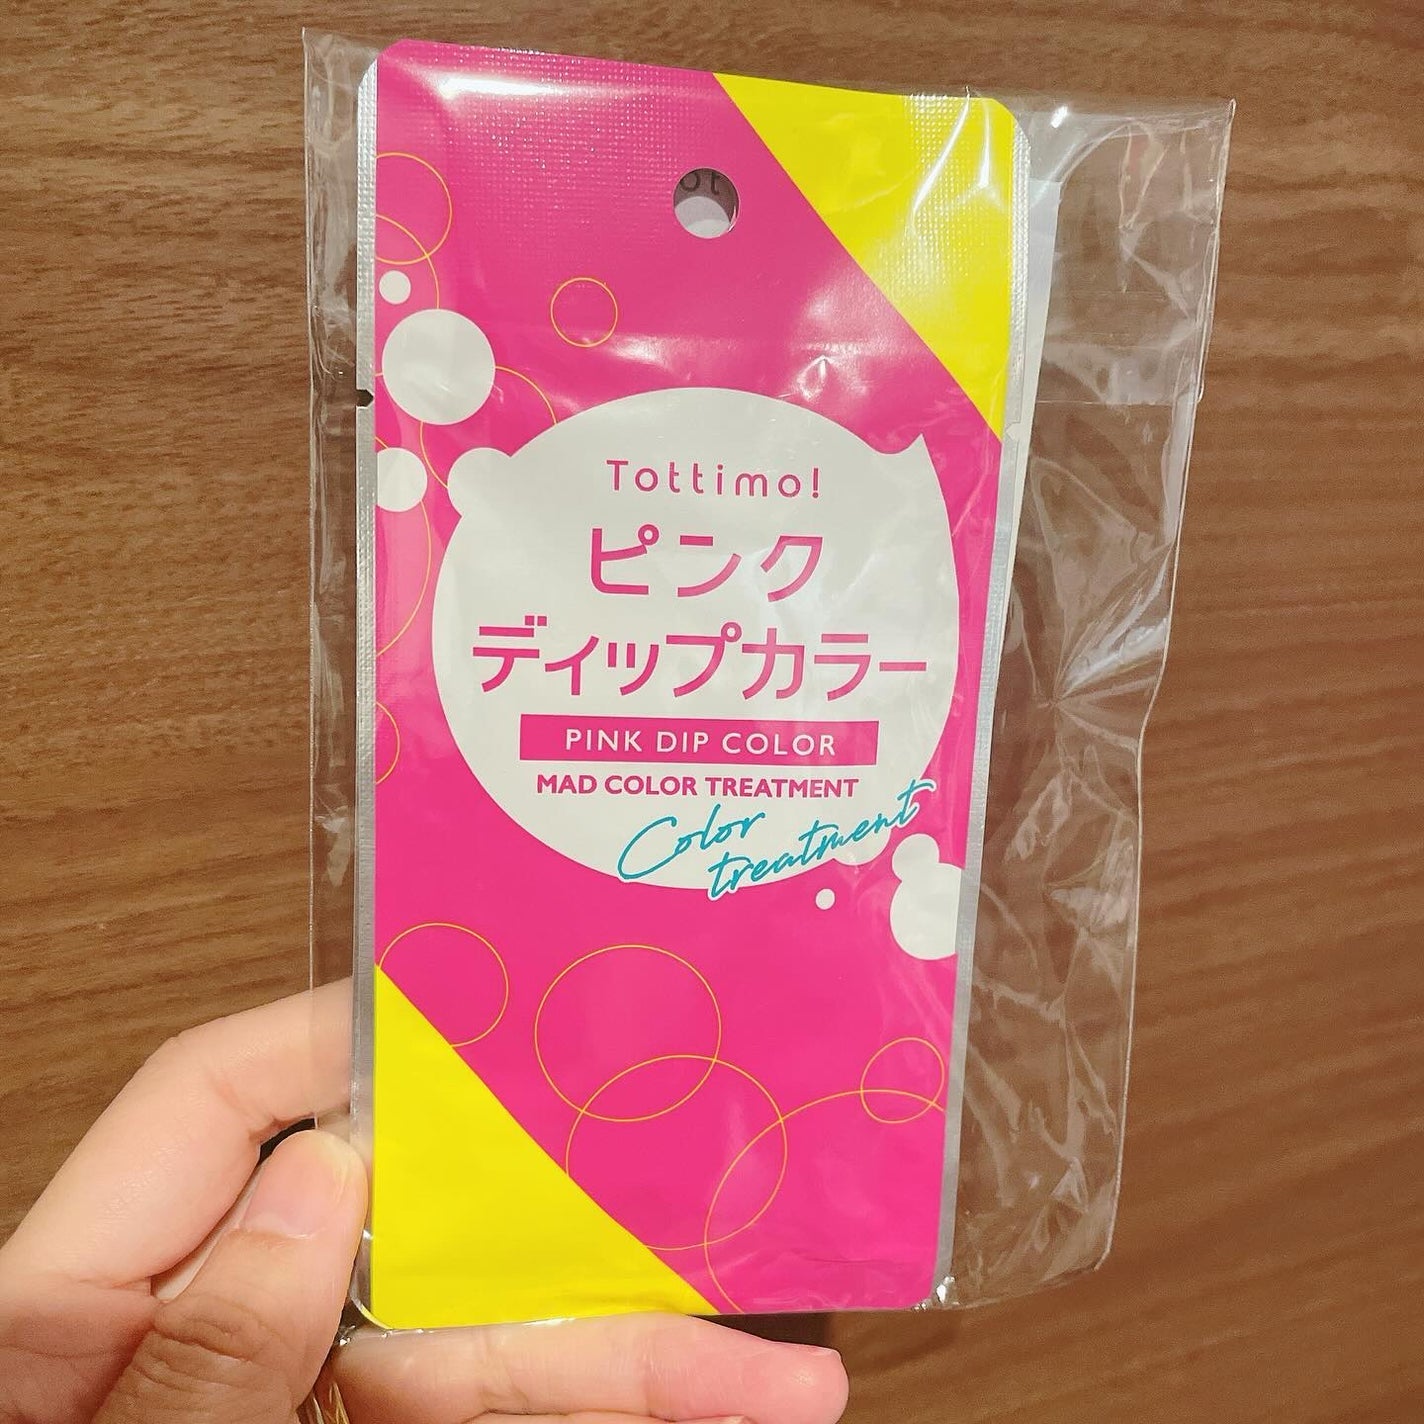 Tottimo!
ピンク
ディップカラー
PINK DIP COLOR
MAD COLOR TREATMENT
Color
treatment